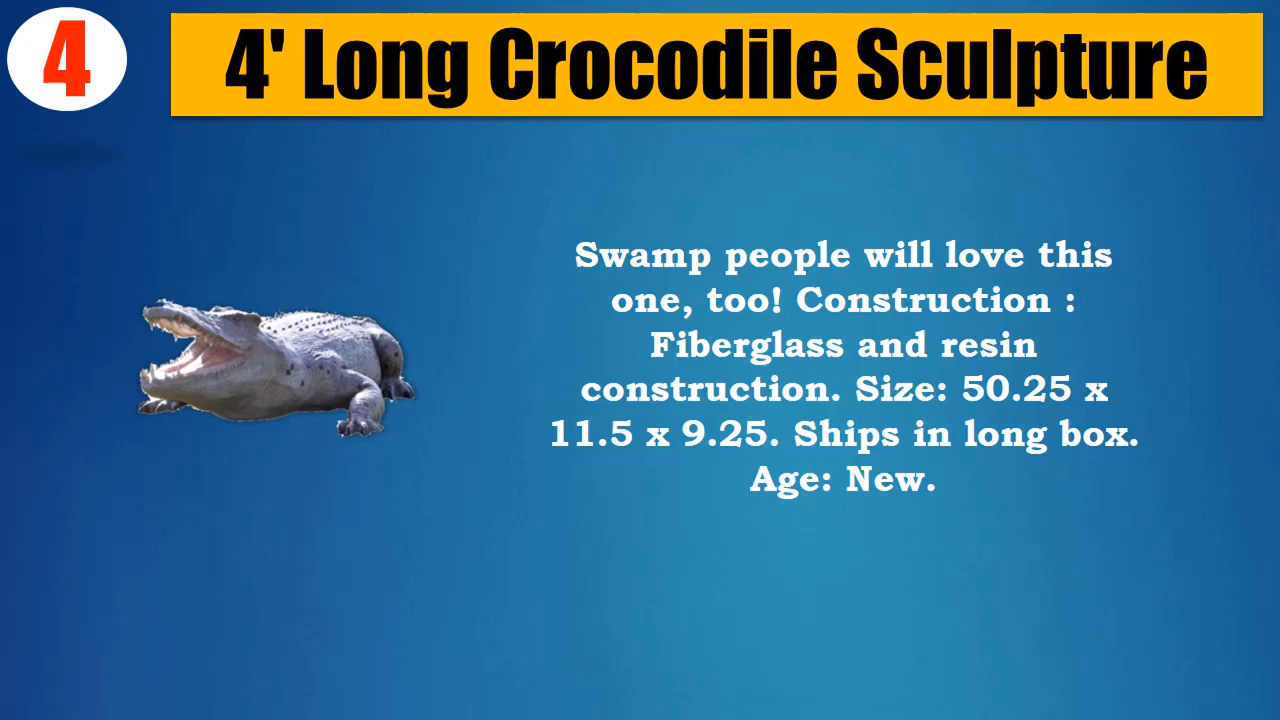 4
4' Long Crocodile Sculpture
Swamp people will love this
one, too! Construction :
Fiberglass and resin
construction. Size: 50.25 x
11.5 x 9.25. Ships in long box.
Age: New.